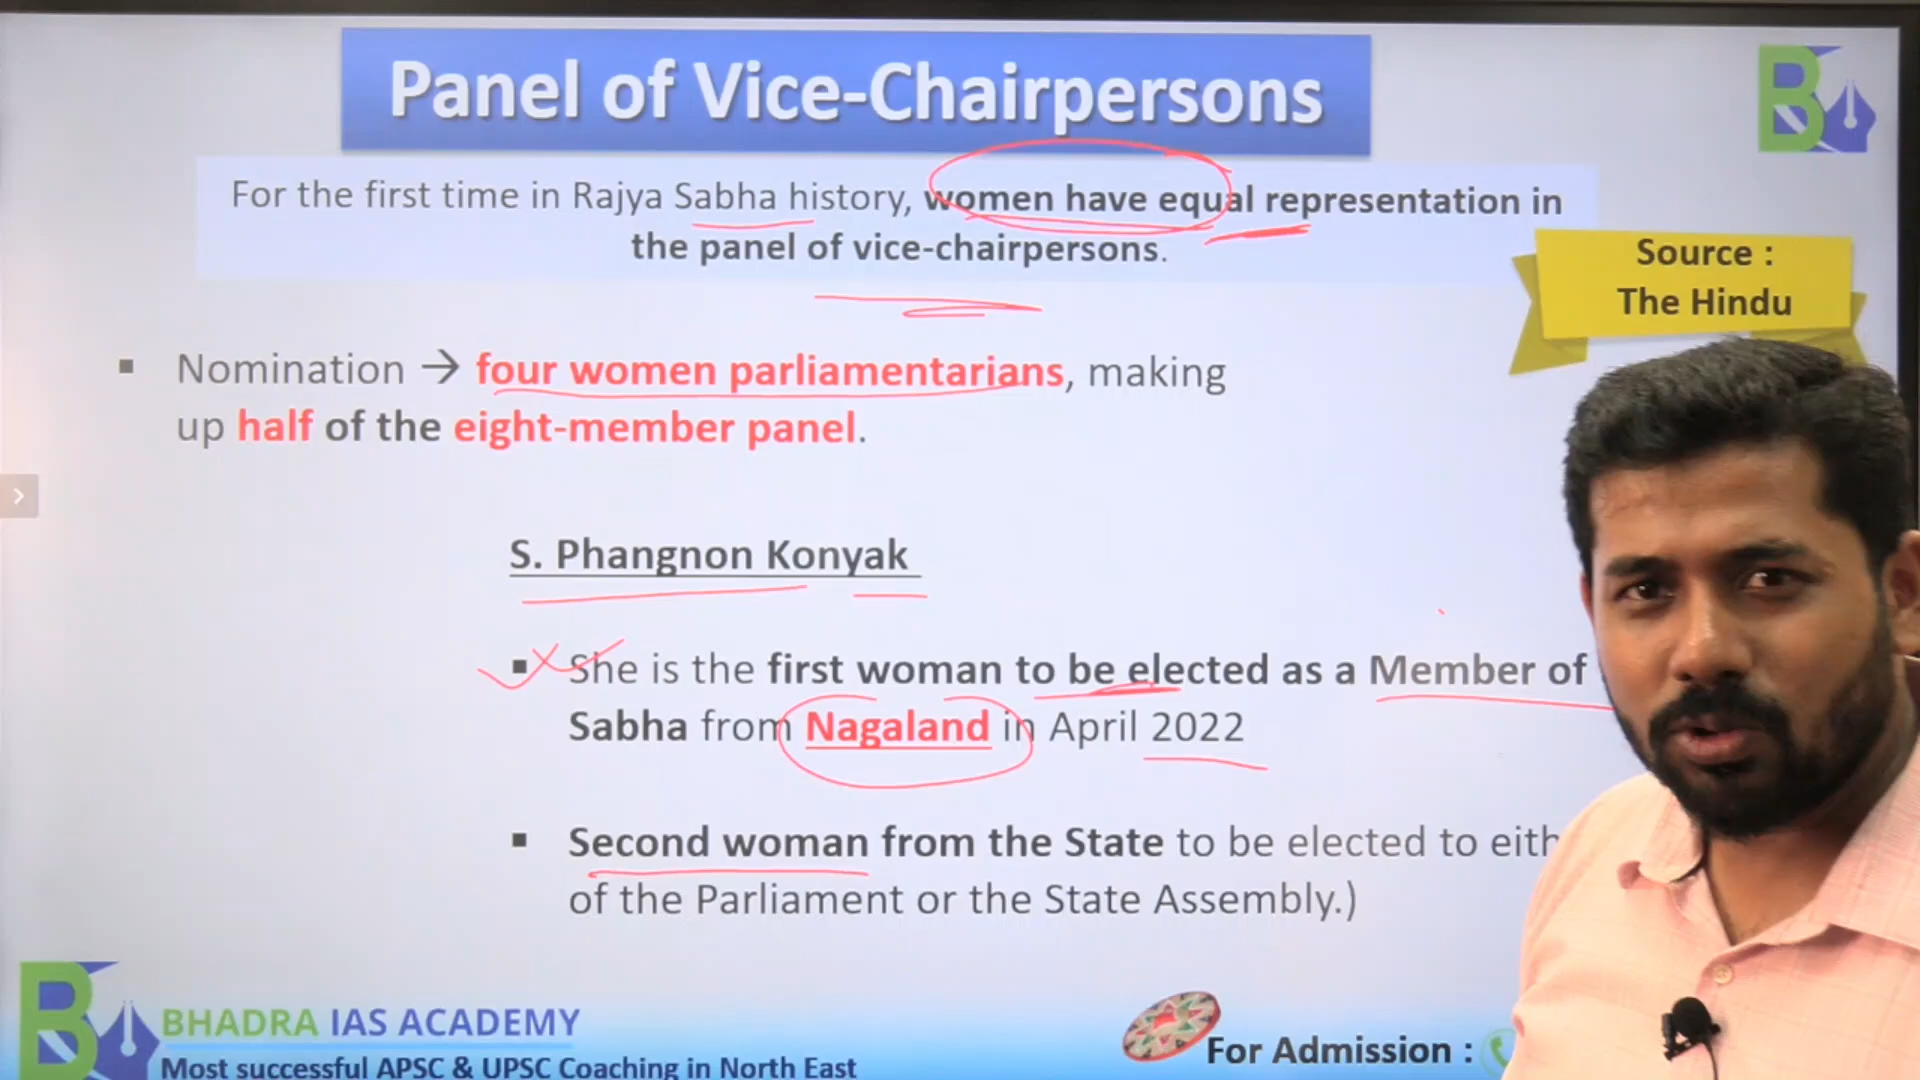 Panel of Vice-Chairpersons
For the first time in Rajya Sabha history, women have equal representation in
the panel of vice-chairpersons.
Source :
The Hindu
▪ Nomination → four women parliamentarians, making
up half of the eight-member panel.
S. Phangnon Konyak
▪ She is the first woman to be elected as a Member of
Sabha from Nagaland in April 2022
▪ Second woman from the State to be elected to eith
of the Parliament or the State Assembly.)
BHADRA IAS ACADEMY
Most successful APSC & UPSC Coaching in North East
For Admission :